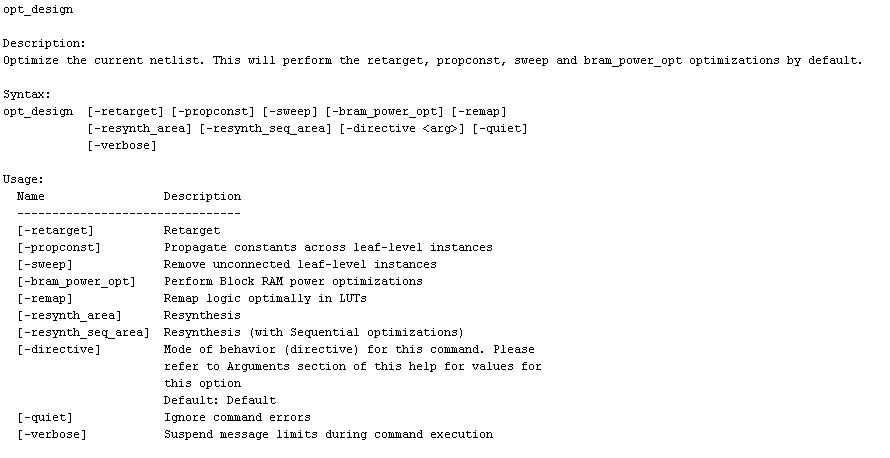 opt_design
Description:
Optimize the current netlist. This will perform the retarget, propconst, sweep and bram_power_opt optimizations by default.
Syntax:
opt_design  [-retarget] [-propconst] [-sweep] [-bram_power_opt] [-remap]
            [-resynth_area] [-resynth_seq_area] [-directive <arg>] [-quiet]
            [-verbose]
Usage:
  Name                 Description
  --------------------------------
  [-retarget]          Retarget
  [-propconst]         Propagate constants across leaf-level instances
  [-sweep]             Remove unconnected leaf-level instances
  [-bram_power_opt]    Perform Block RAM power optimizations
  [-remap]             Remap logic optimally in LUTs
  [-resynth_area]      Resynthesis
  [-resynth_seq_area]  Resynthesis (with Sequential optimizations)
  [-directive]         Mode of behavior (directive) for this command. Please
                       refer to Arguments section of this help for values for
                       this option
                       Default: Default
  [-quiet]             Ignore command errors
  [-verbose]           Suspend message limits during command execution